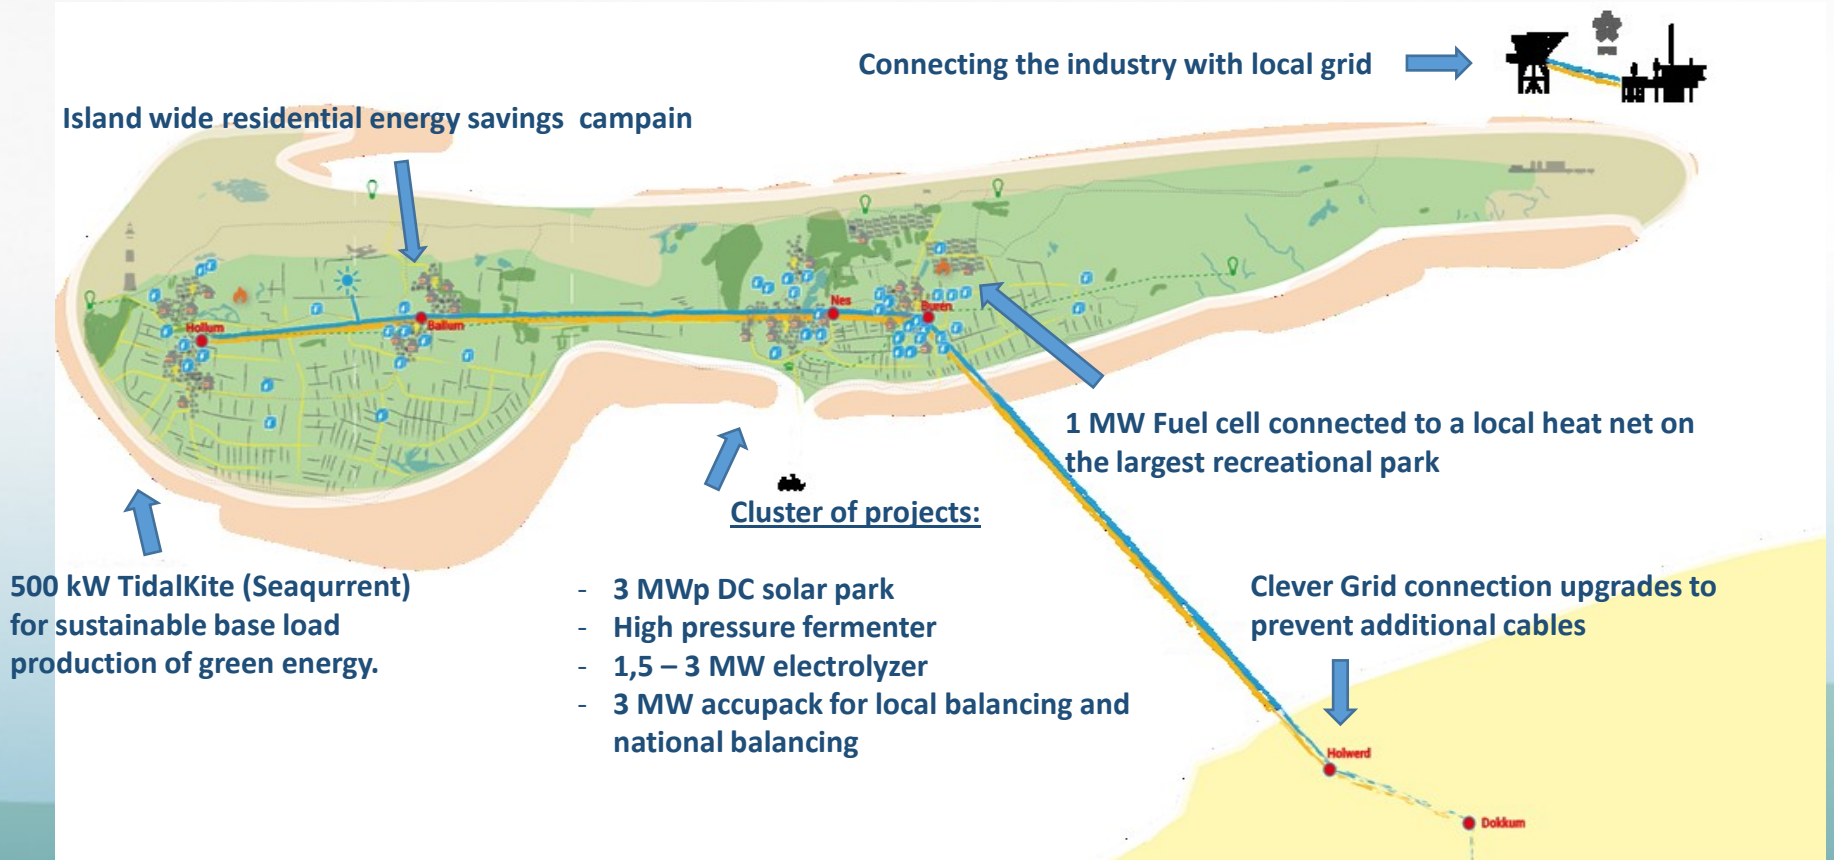 Connecting the industry with local grid
Island wide residential energy savings  campain
Hollum
Ballum
Nes
Buren
1 MW Fuel cell connected to a local heat net on
the largest recreational park
Cluster of projects:
- 3 MWp DC solar park
- High pressure fermenter
- 1,5 – 3 MW electrolyzer
- 3 MW accupack for local balancing and
national balancing
500 kW TidalKite (Seaqurrent)
for sustainable base load
production of green energy.
Clever Grid connection upgrades to
prevent additional cables
Holwerd
Dokkum